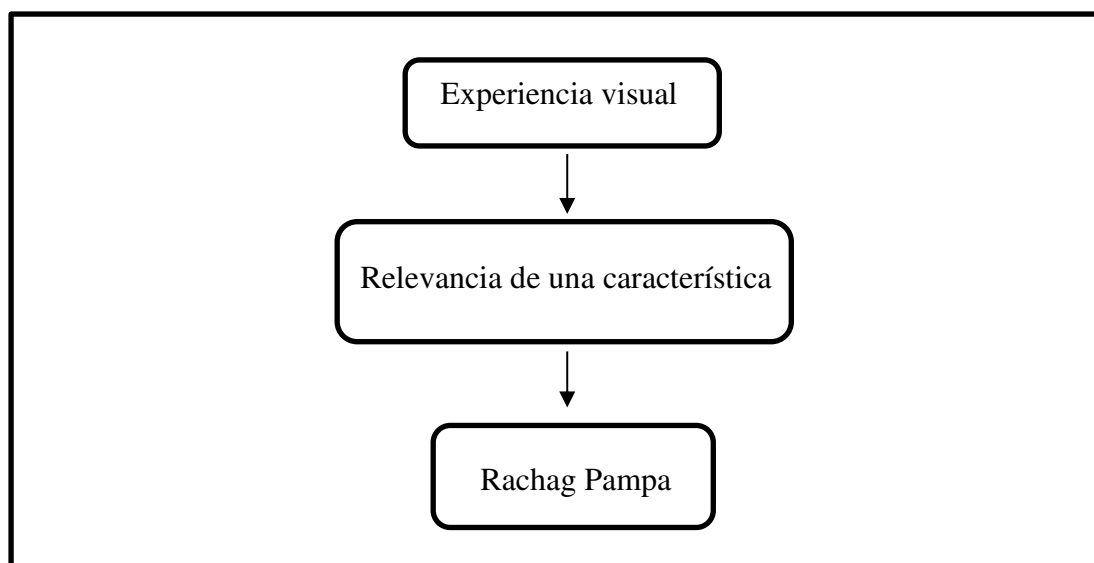 Experiencia visual
Relevancia de una característica
Rachag Pampa